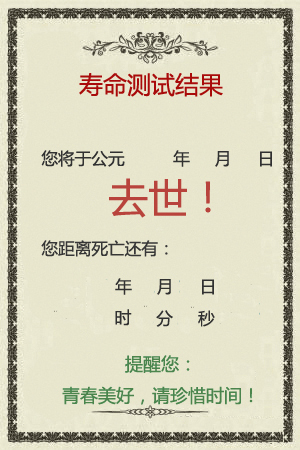 寿命测试结果
您将于公元 年 月 日
去世！
您距离死亡还有：
年 月 日
时 分 秒
提醒您：
青春美好，请珍惜时间！